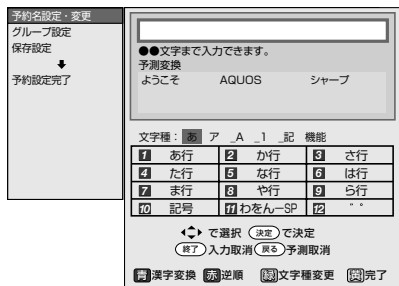 予約名設定・変更
グループ設定
保存設定
予約設定完了
●●文字まで入力できます。
予測変換
ようこそ AQUOS シャープ
文字種： あ ア _A _1 _記 機能
1 あ行 2 か行 3 さ行
4 た行 5 な行 6 は行
7 ま行 8 や行 9 ら行
10 記号 11 わをんーSP 12 ゛゜
で選択 決定 で決定
終了 入力取消 戻る 予測取消
青 漢字変換 赤 逆順 緑 文字種変更 黄 完了